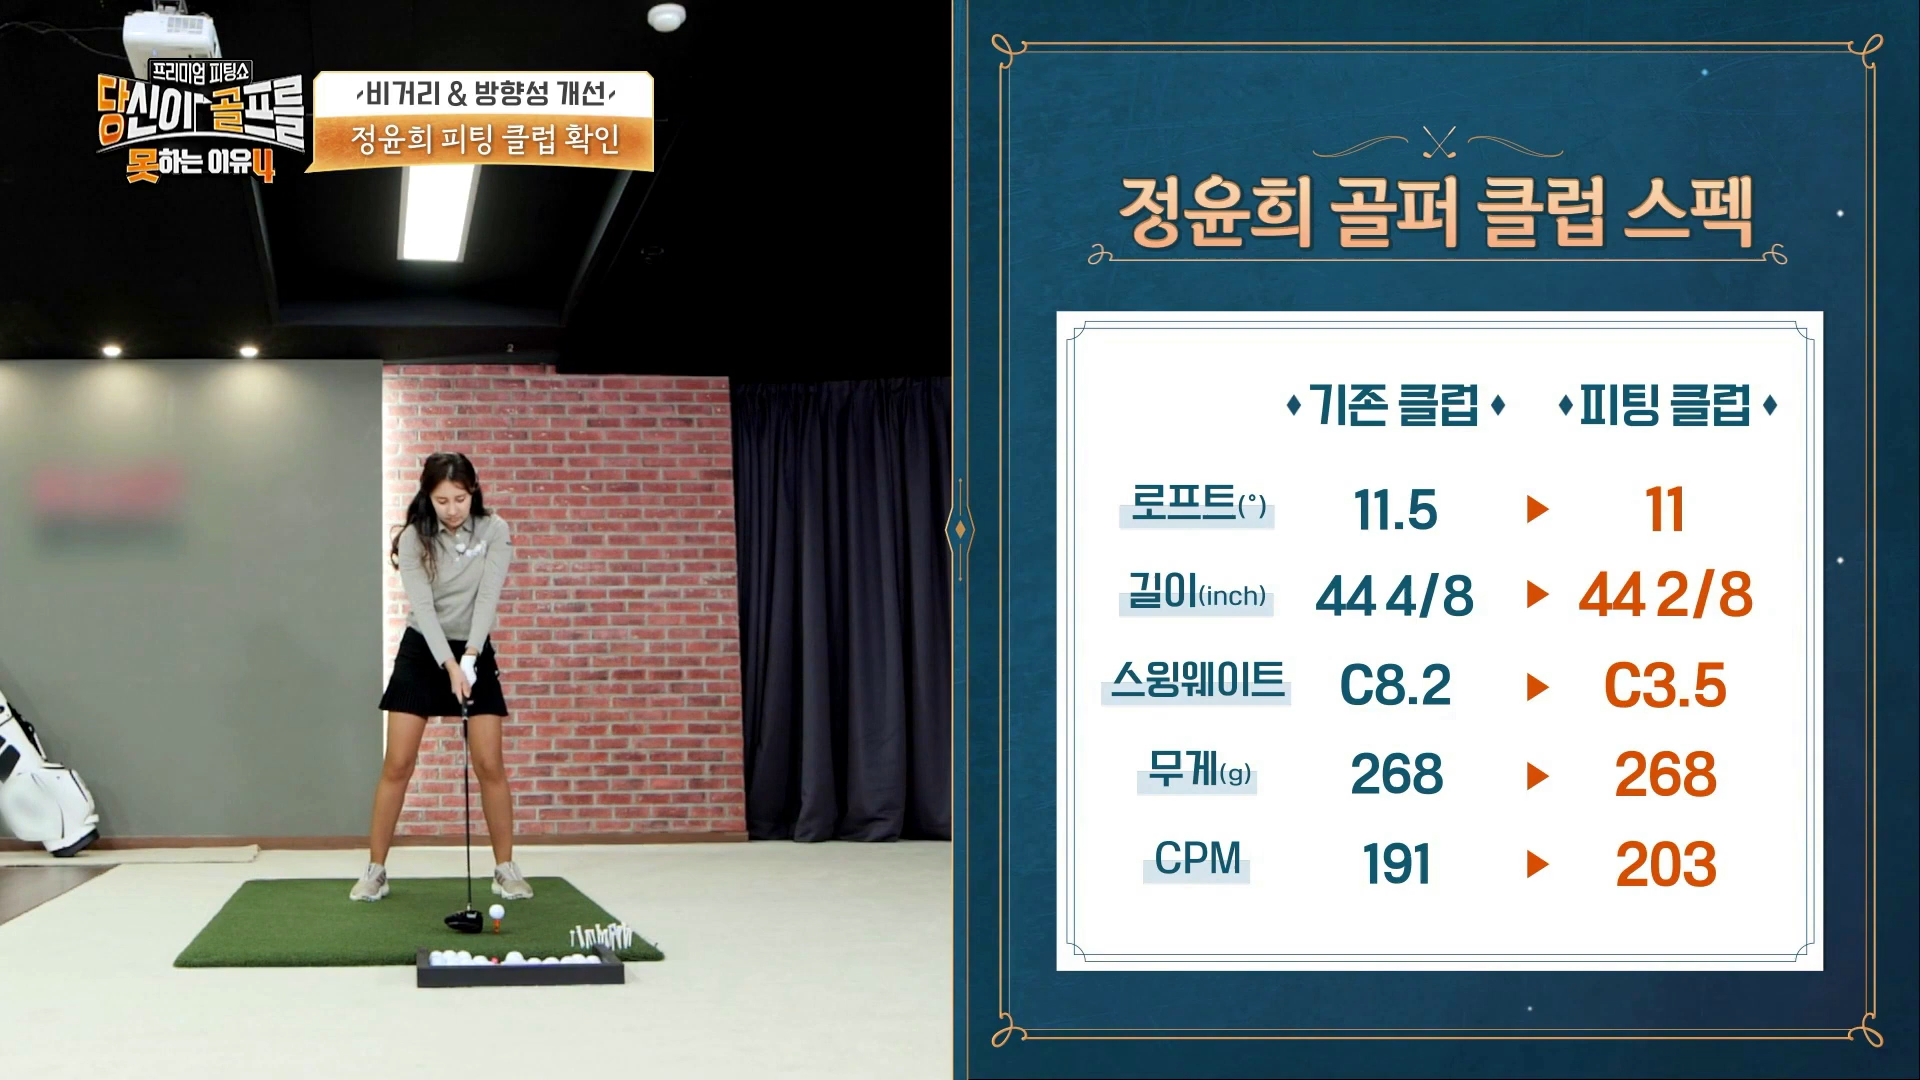 프리미엄 피팅쇼
당신이 골프를
못하는 이유4
비거리 & 방향성 개선
정윤희 피팅 클럽 확인
정윤희 골퍼 클럽 스펙
기존 클럽 피팅 클럽
로프트(°) 11.5 ▶ 11
길이(inch) 44 4/8 ▶ 44 2/8
스윙웨이트 C8.2 ▶ C3.5
무게(g) 268 ▶ 268
CPM 191 ▶ 203